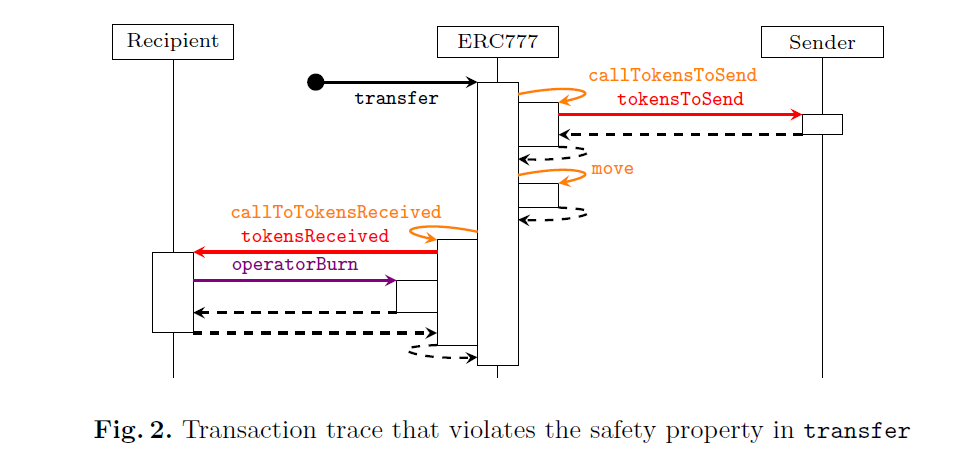 Recipient
ERC777
Sender
callTokensToSend
transfer
tokensToSend
move
callToTokensReceived
tokensReceived
operatorBurn
Fig. 2. Transaction trace that violates the safety property in transfer